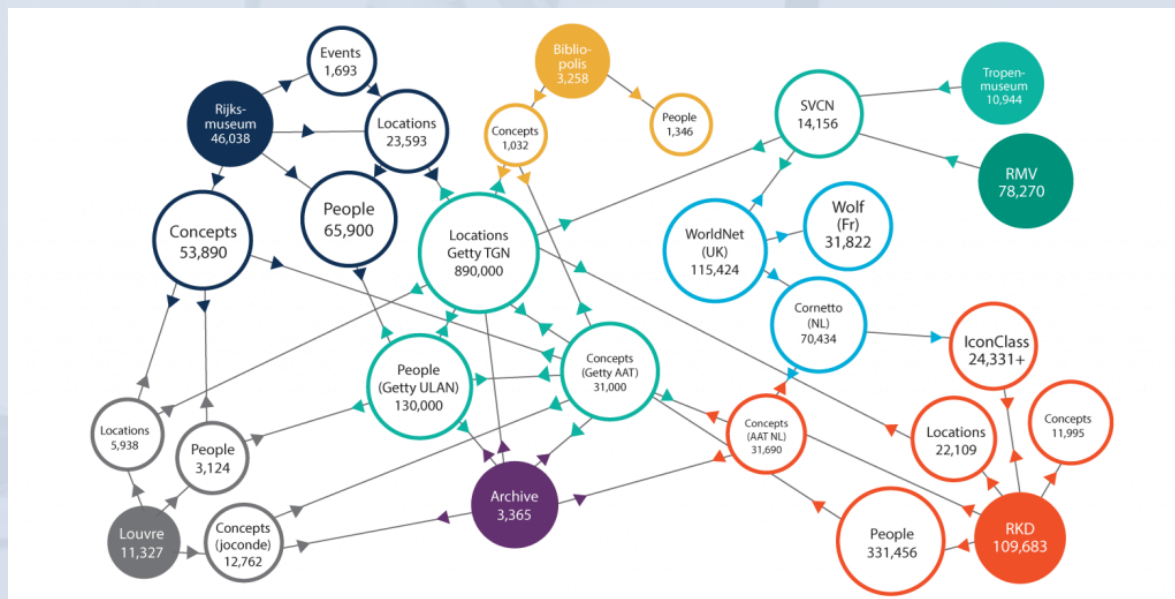 Events
1,693
Biblio-
polis
3,258
Rijks-
museum
46,038
Locations
23,593
Concepts
1,032
People
1,346
SVCN
14,156
Tropen-
museum
10,944
RMV
78,270
Concepts
53,890
People
65,900
Locations
Getty TGN
890,000
WorldNet
(UK)
115,424
Wolf
(Fr)
31,822
Cornetto
(NL)
70,434
IconClass
24,331+
People
(Getty ULAN)
130,000
Concepts
(Getty AAT)
31,000
Locations
5,938
People
3,124
Concepts
(AAT NL)
31,690
Locations
22,109
Concepts
11,995
Louvre
11,327
Concepts
(joconde)
12,762
Archive
3,365
People
331,456
RKD
109,683